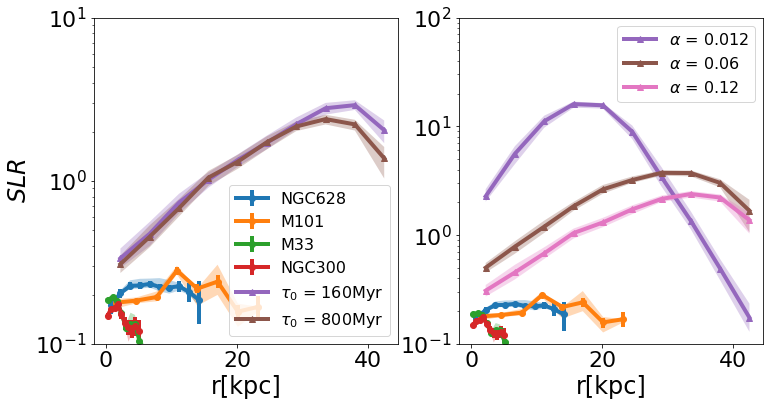 10¹
10⁰
10⁻¹
SLR
0
20
40
r[kpc]
NGC628
M101
M33
NGC300
τ₀ = 160Myr
τ₀ = 800Myr
10²
10¹
10⁰
10⁻¹
0
20
40
r[kpc]
α = 0.012
α = 0.06
α = 0.12